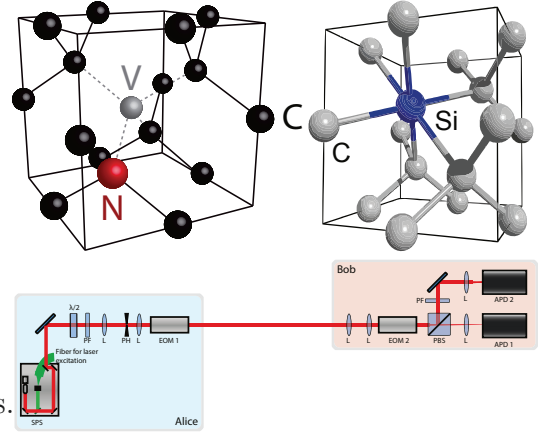 V
N
C
C
Si
Bob
PF
L
APD 2
L
L
EOM 2
PBS
L
APD 1
λ/2
PF
L
PH
L
EOM 1
Fiber for laser
excitation
SPS
Alice
s.